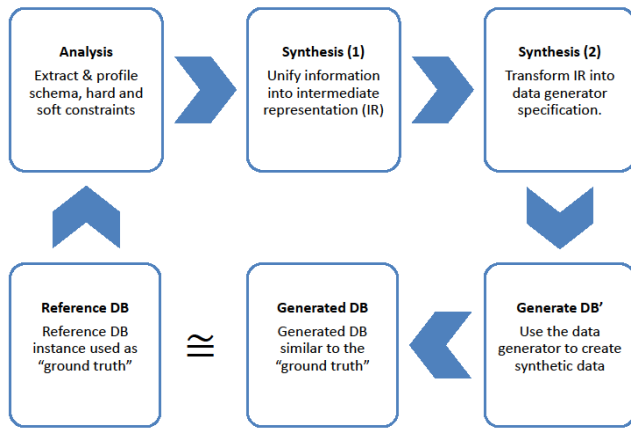 Analysis
Extract & profile
schema, hard and
soft constraints
Synthesis (1)
Unify information
into intermediate
representation (IR)
Synthesis (2)
Transform IR into
data generator
specification.
Reference DB
Reference DB
instance used as
“ground truth”
≅
Generated DB
Generated DB
similar to the
“ground truth”
Generate DB’
Use the data
generator to create
synthetic data